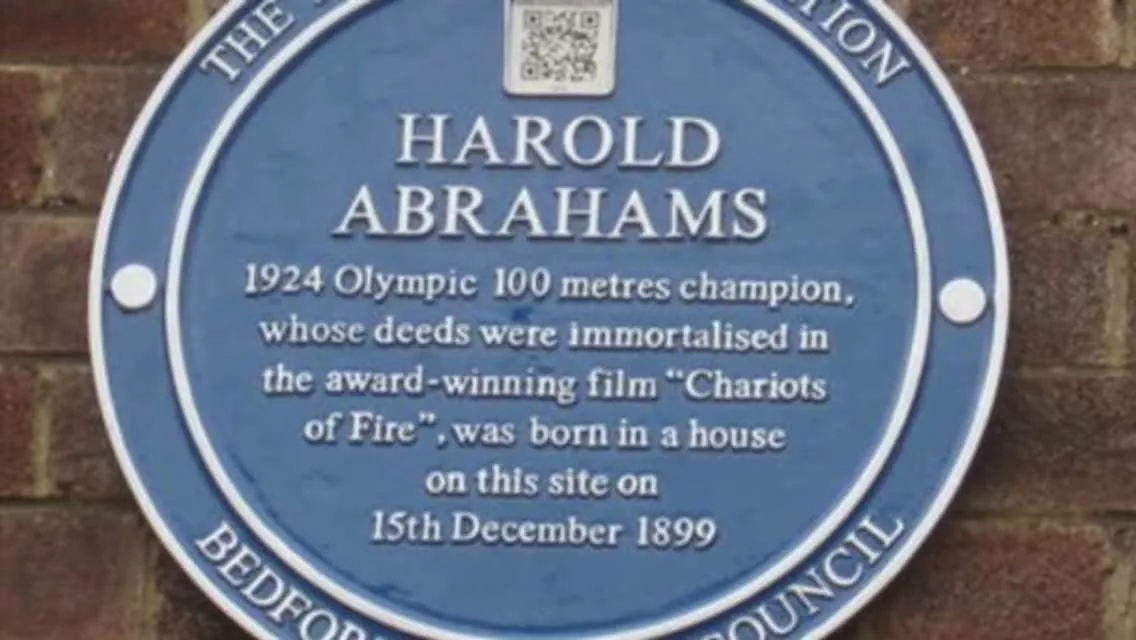 THE
TION
HAROLD
ABRAHAMS
1924 Olympic 100 metres champion,
whose deeds were immortalised in
the award-winning film "Chariots
of Fire", was born in a house
on this site on
15th December 1899
BEDFOR
COUNCIL